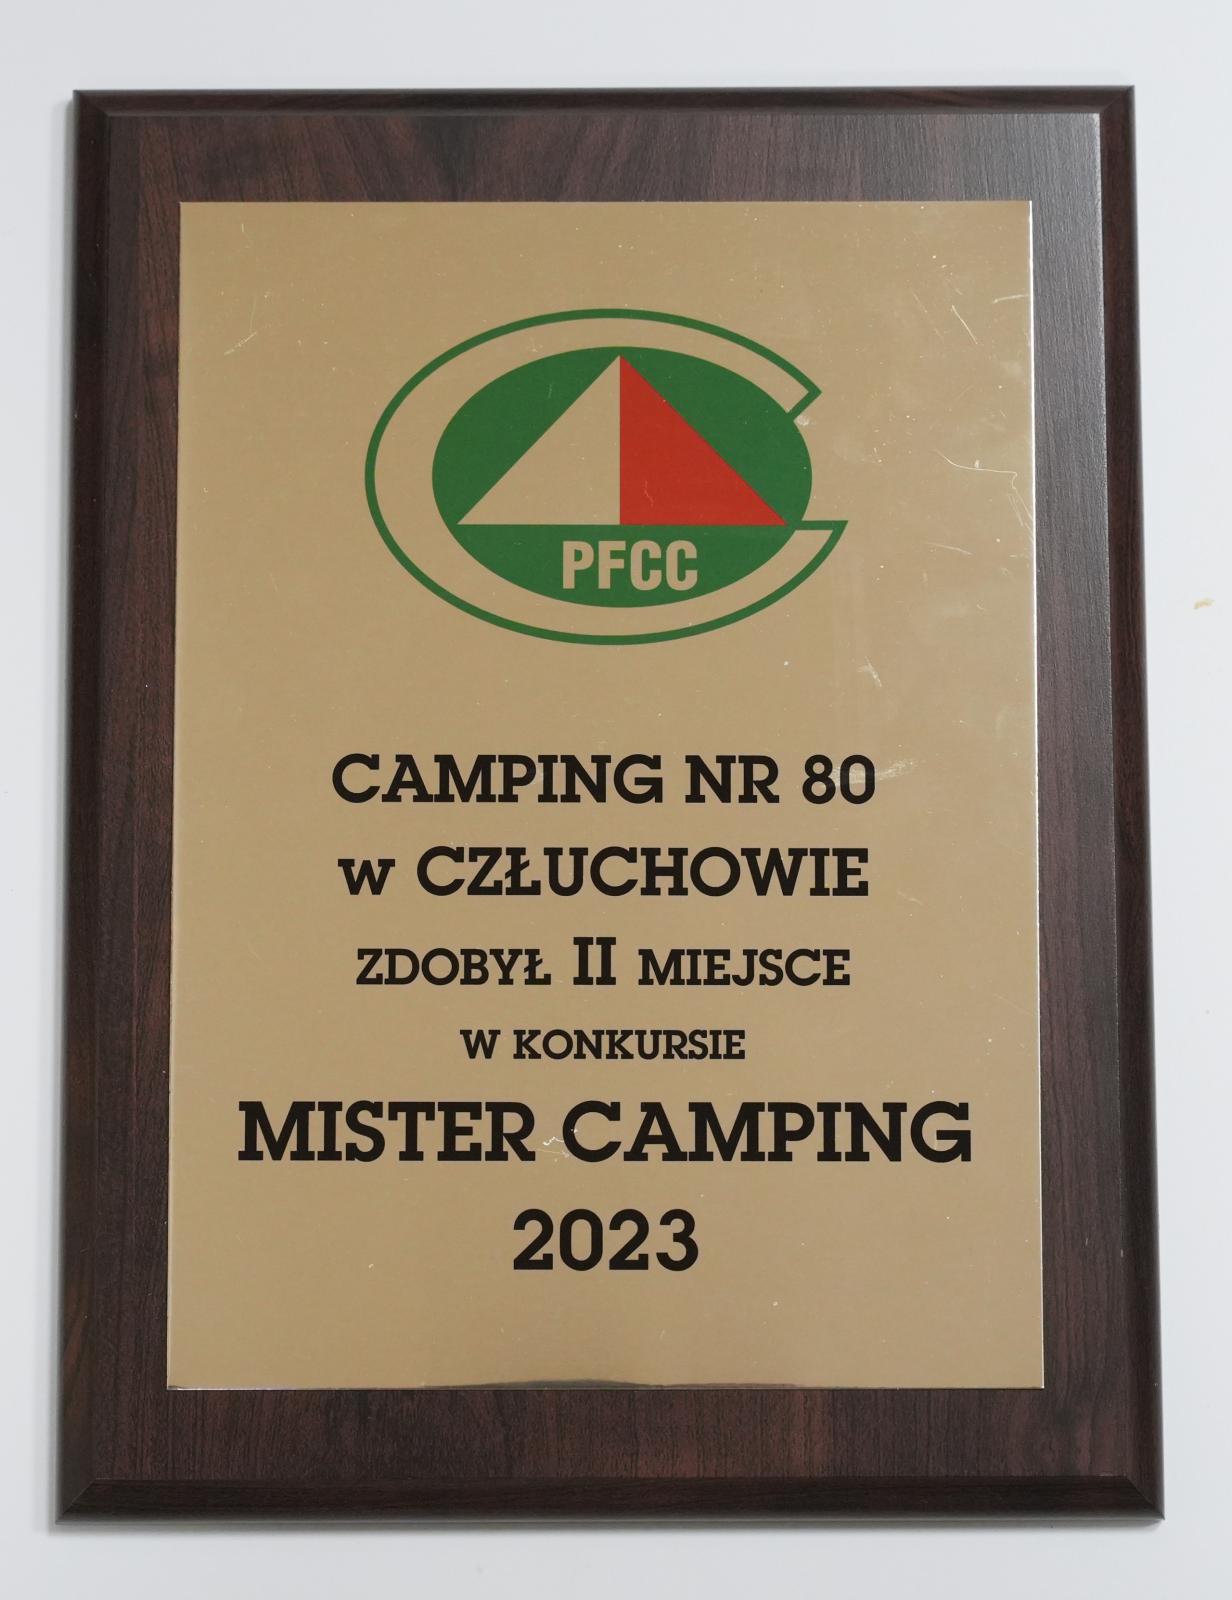 PFCC
CAMPING NR 80
w CZŁUCHOWIE
ZDOBYŁ II MIEJSCE
W KONKURSIE
MISTER CAMPING
2023